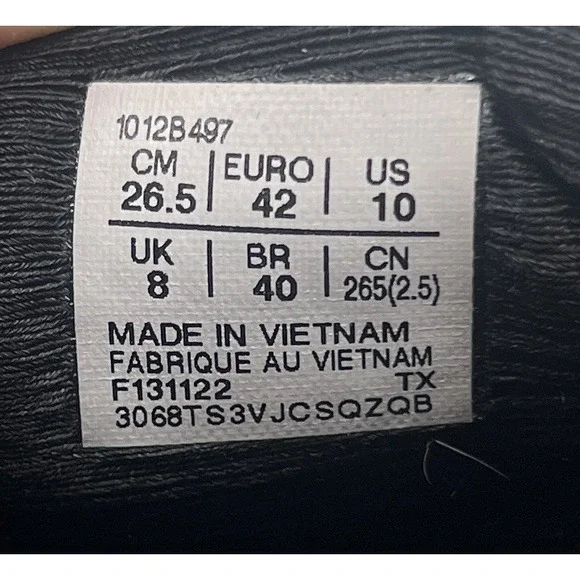 1012B497
CM | EURO | US
26.5 | 42 | 10
UK | BR | CN
8 | 40 | 265(2.5)
MADE IN VIETNAM
FABRIQUE AU VIETNAM
F131122 TX
3068TS3VJCSQZQB